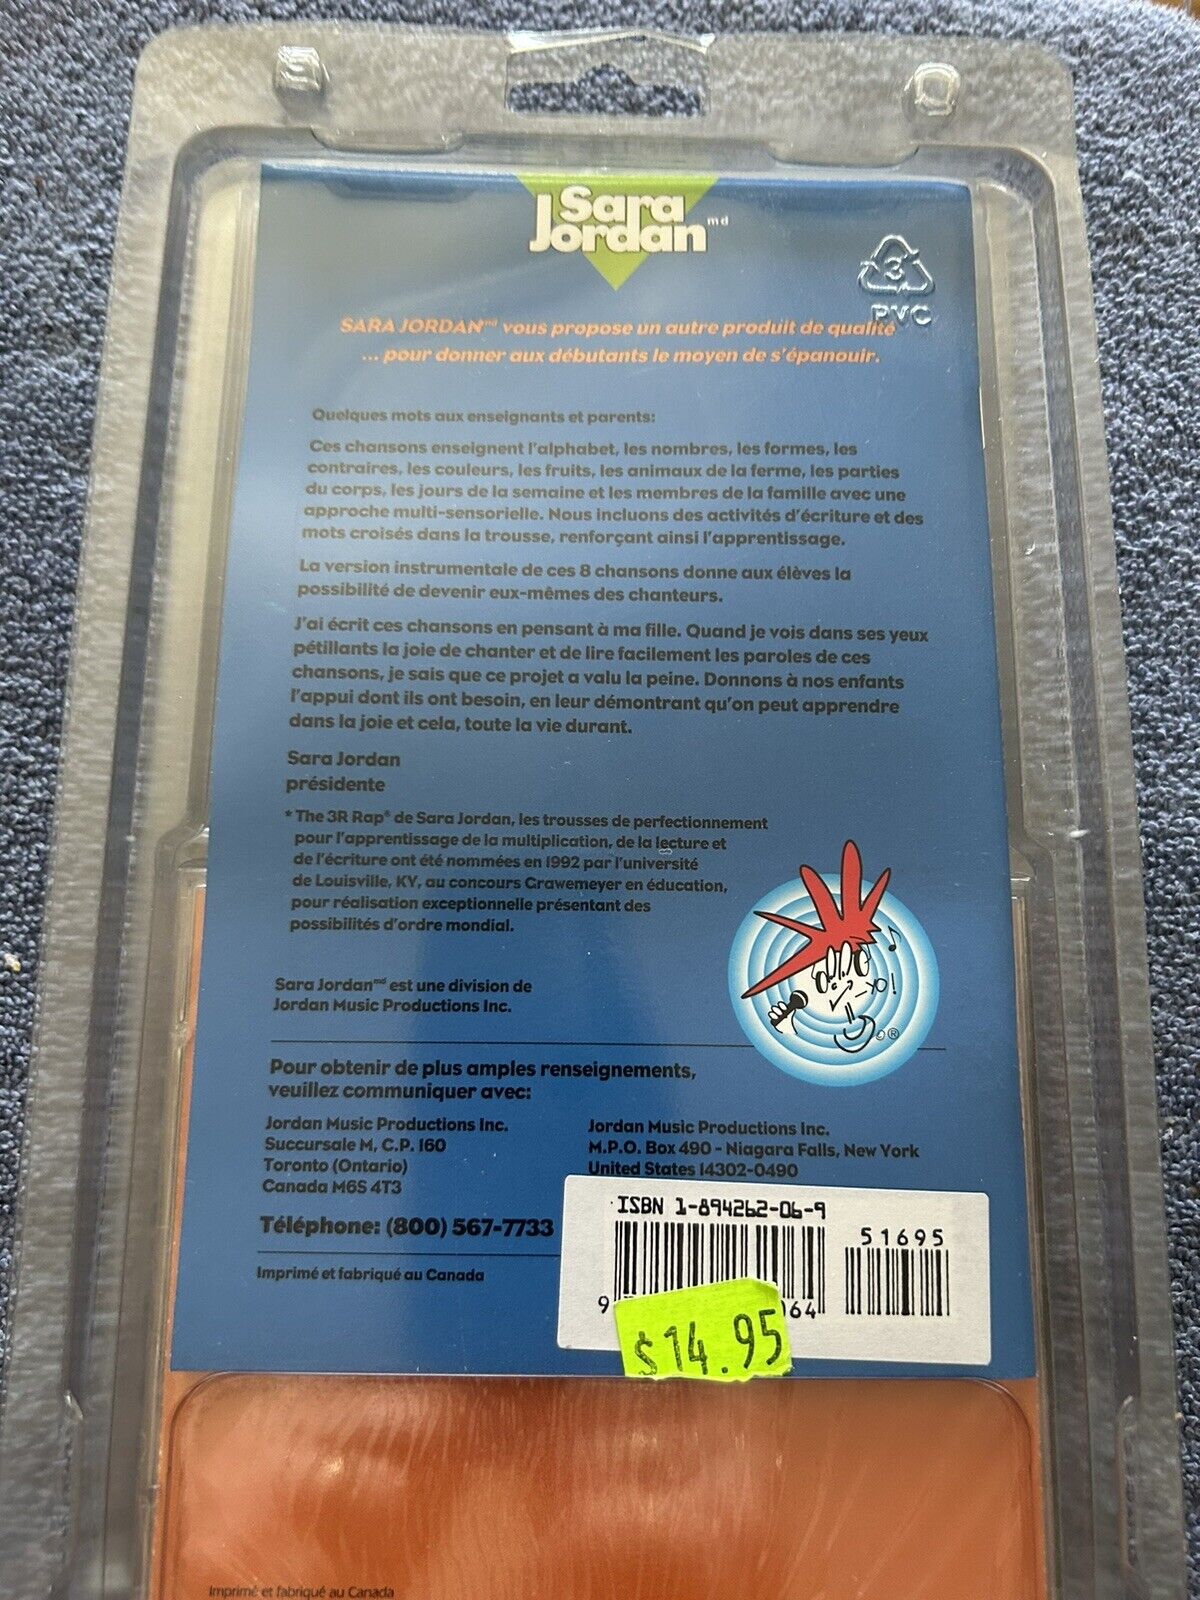 Sara
Jordan md
3
PVC
SARA JORDAN md vous propose un autre produit de qualité
... pour donner aux débutants le moyen de s'épanouir.
Quelques mots aux enseignants et parents:
Ces chansons enseignent l'alphabet, les nombres, les formes, les
contraires, les couleurs, les fruits, les animaux de la ferme, les parties
du corps, les jours de la semaine et les membres de la famille avec une
approche multi-sensorielle. Nous incluons des activités d'écriture et des
mots croisés dans la trousse, renforçant ainsi l'apprentissage.
La version instrumentale de ces 8 chansons donne aux élèves la
possibilité de devenir eux-mêmes des chanteurs.
J'ai écrit ces chansons en pensant à ma fille. Quand je vois dans ses yeux
pétillants la joie de chanter et de lire facilement les paroles de ces
chansons, je sais que ce projet a valu la peine. Donnons à nos enfants
l'appui dont ils ont besoin, en leur démontrant qu'on peut apprendre
dans la joie et cela, toute la vie durant.
Sara Jordan
présidente
* The 3R Rap® de Sara Jordan, les trousses de perfectionnement
pour l'apprentissage de la multiplication, de la lecture et
de l'écriture ont été nommées en 1992 par l'université
de Louisville, KY, au concours Grawemeyer en éducation,
pour réalisation exceptionnelle présentant des
possibilités d'ordre mondial.
YO!
®
Sara Jordan md est une division de
Jordan Music Productions Inc.
Pour obtenir de plus amples renseignements,
veuillez communiquer avec:
Jordan Music Productions Inc.
Succursale M, C.P. 160
Toronto (Ontario)
Canada M6S 4T3
Jordan Music Productions Inc.
M.P.O. Box 490 - Niagara Falls, New York
United States 14302-0490
Téléphone: (800) 567-7733
Imprimé et fabriqué au Canada
ISBN 1-894262-06-9
51695
9 064
$14.95
Imprimé et fabriqué au Canada